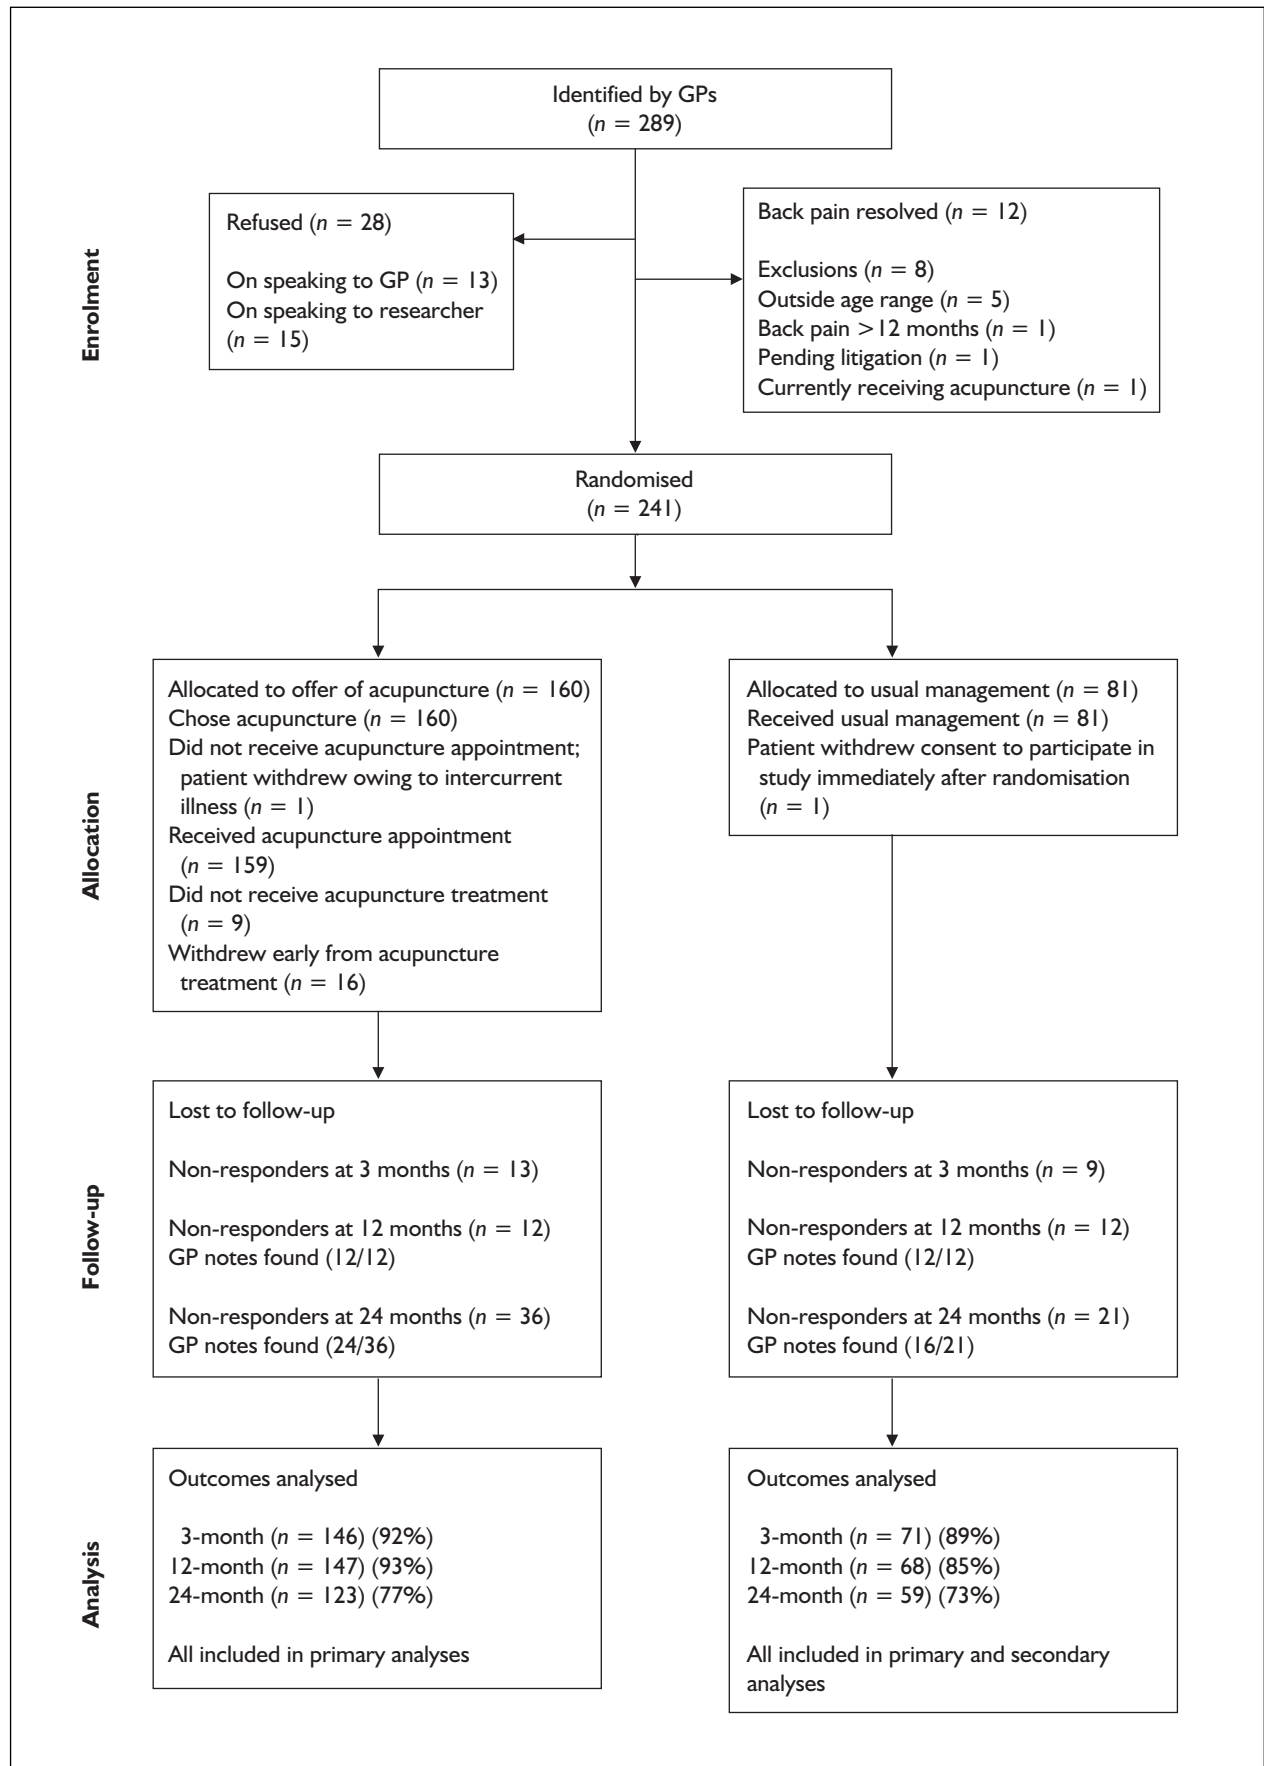 Identified by GPs
(n = 289)
Refused (n = 28)
On speaking to GP (n = 13)
On speaking to researcher
(n = 15)
Back pain resolved (n = 12)
Exclusions (n = 8)
Outside age range (n = 5)
Back pain >12 months (n = 1)
Pending litigation (n = 1)
Currently receiving acupuncture (n = 1)
Enrolment
Randomised
(n = 241)
Allocated to offer of acupuncture (n = 160)
Chose acupuncture (n = 160)
Did not receive acupuncture appointment;
patient withdrew owing to intercurrent
illness (n = 1)
Received acupuncture appointment
(n = 159)
Did not receive acupuncture treatment
(n = 9)
Withdrew early from acupuncture
treatment (n = 16)
Allocated to usual management (n = 81)
Received usual management (n = 81)
Patient withdrew consent to participate in
study immediately after randomisation
(n = 1)
Allocation
Lost to follow-up
Non-responders at 3 months (n = 13)
Non-responders at 12 months (n = 12)
GP notes found (12/12)
Non-responders at 24 months (n = 36)
GP notes found (24/36)
Lost to follow-up
Non-responders at 3 months (n = 9)
Non-responders at 12 months (n = 12)
GP notes found (12/12)
Non-responders at 24 months (n = 21)
GP notes found (16/21)
Follow-up
Outcomes analysed
3-month (n = 146) (92%)
12-month (n = 147) (93%)
24-month (n = 123) (77%)
All included in primary analyses
Outcomes analysed
3-month (n = 71) (89%)
12-month (n = 68) (85%)
24-month (n = 59) (73%)
All included in primary and secondary
analyses
Analysis